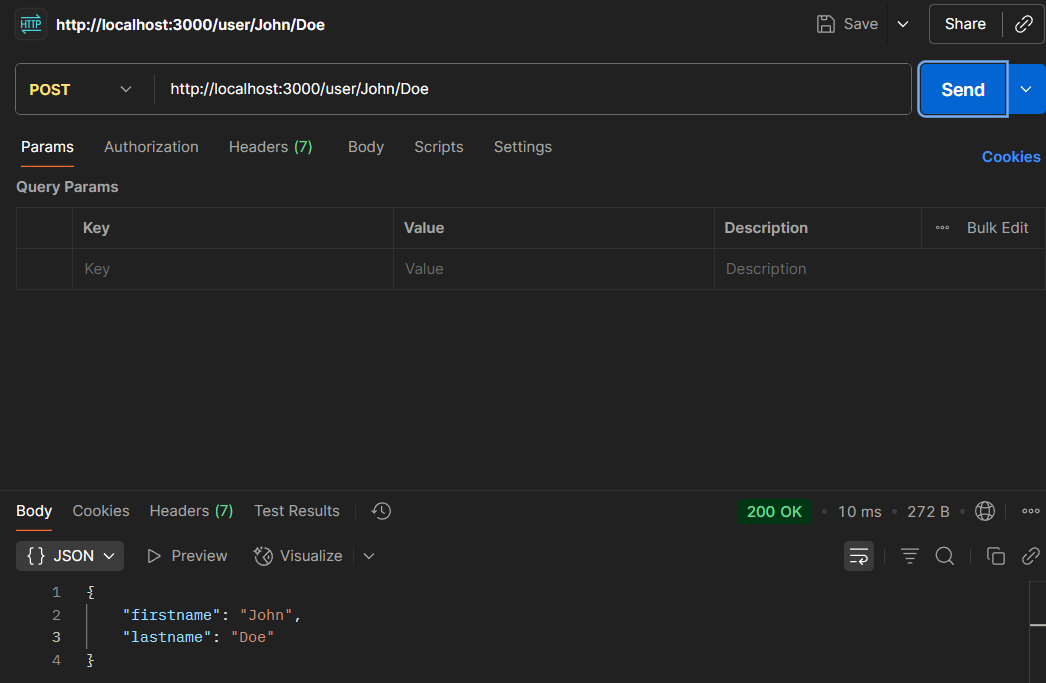 HTTP http://localhost:3000/user/John/Doe Save Share
POST http://localhost:3000/user/John/Doe Send
Params Authorization Headers (7) Body Scripts Settings Cookies
Query Params
Key Value Description Bulk Edit
Key Value Description
Body Cookies Headers (7) Test Results 200 OK • 10 ms • 272 B •
{} JSON Preview Visualize
1 {
2 "firstname": "John",
3 "lastname": "Doe"
4 }